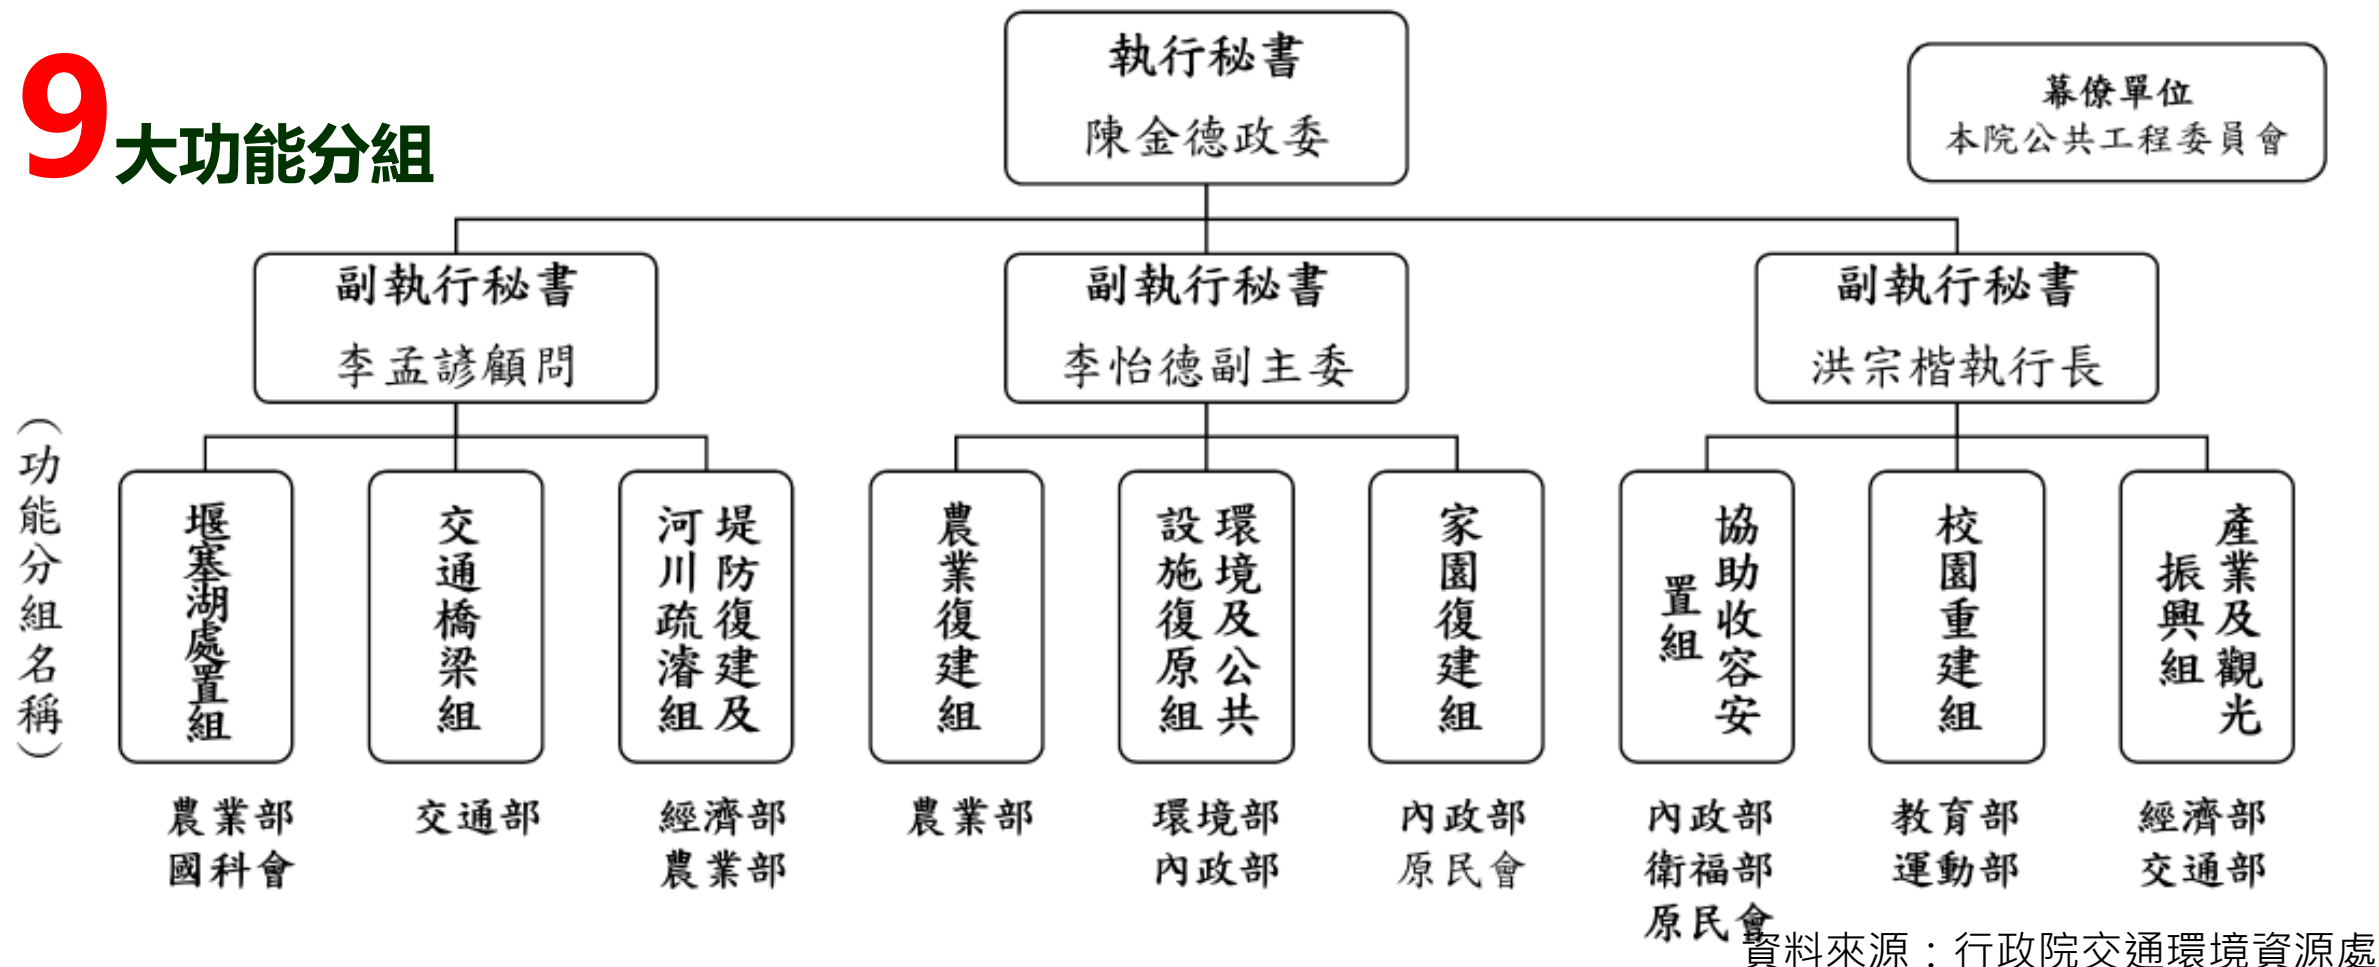 9大功能分組
執行秘書
陳金德政委
幕僚單位
本院公共工程委員會
副執行秘書
李孟諺顧問
副執行秘書
李怡德副主委
副執行秘書
洪宗楷執行長
（功能分組名稱）
堰塞湖處置組
交通橋梁組
堤防復建及
河川疏濬組
農業復建組
環境及公共
設施復原組
家園復建組
協助收容安
置組
校園重建組
產業及觀光
振興組
農業部
國科會
交通部
經濟部
農業部
農業部
環境部
內政部
內政部
原民會
內政部
衛福部
原民會
教育部
運動部
經濟部
交通部
資料來源：行政院交通環境資源處